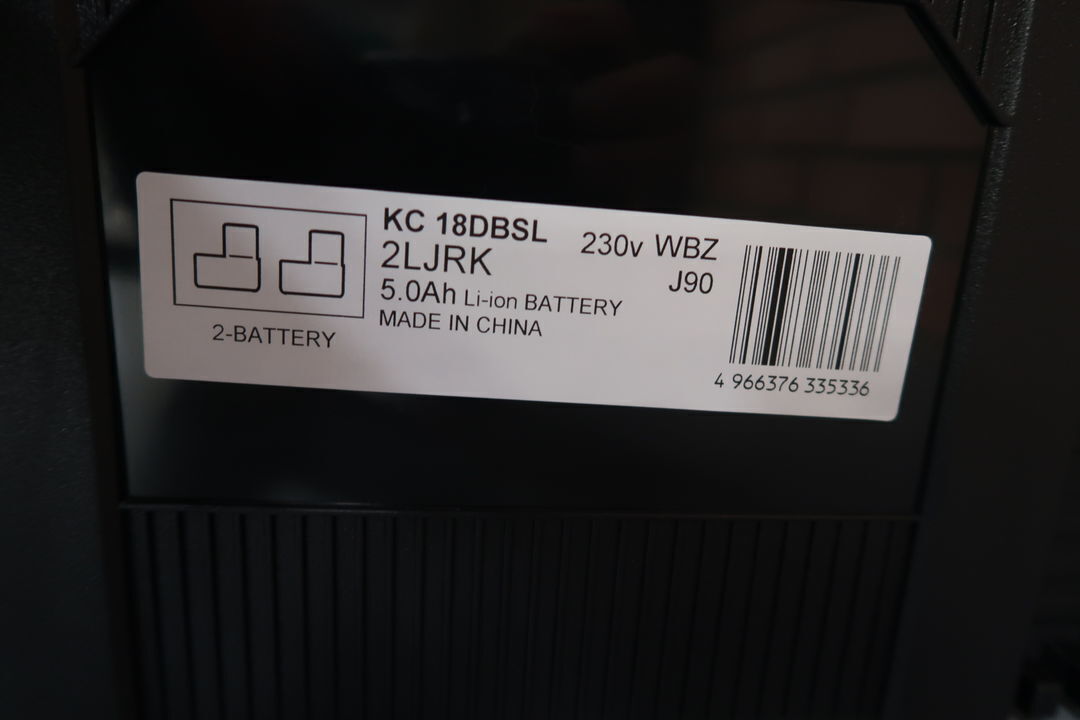 KC 18DBSL 230v WBZ
2LJRK J90
5.0Ah Li-ion BATTERY
MADE IN CHINA
2-BATTERY
4 966376 335336